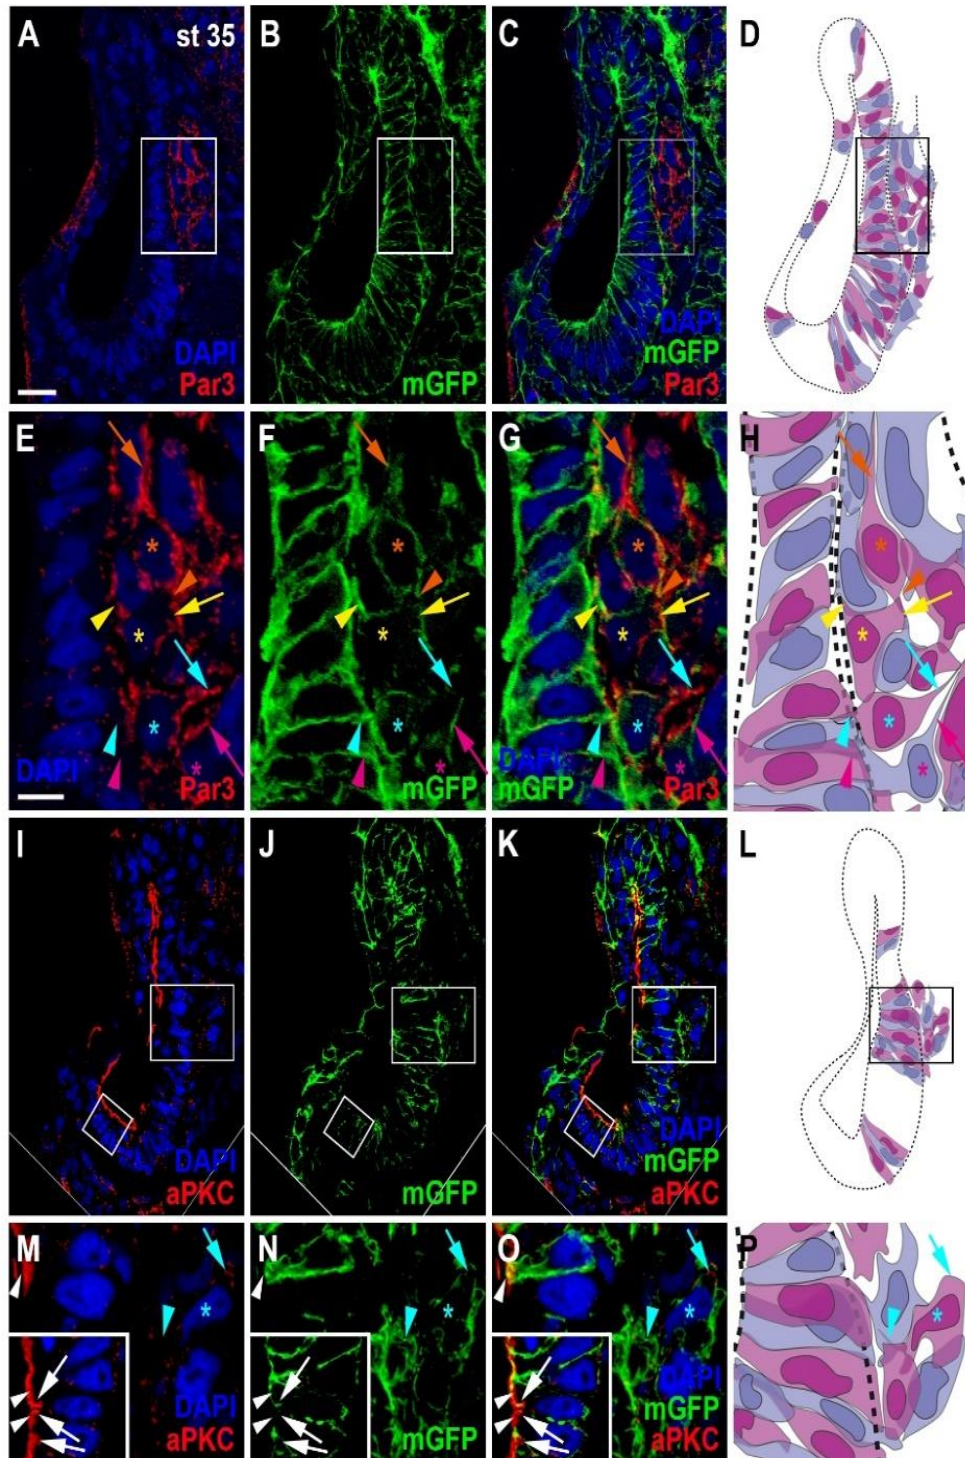 A st 35 B C D
DAPI
DAPI mGFP
Par3 mGFP Par3
E F G H
*
*
*
DAPI * DAPI
Par3 mGFP mGFP Par3
I J K L
DAPI DAPI
mGFP
aPKC mGFP aPKC
M N O P
*
DAPI DAPI
mGFP
aPKC mGFP aPKC